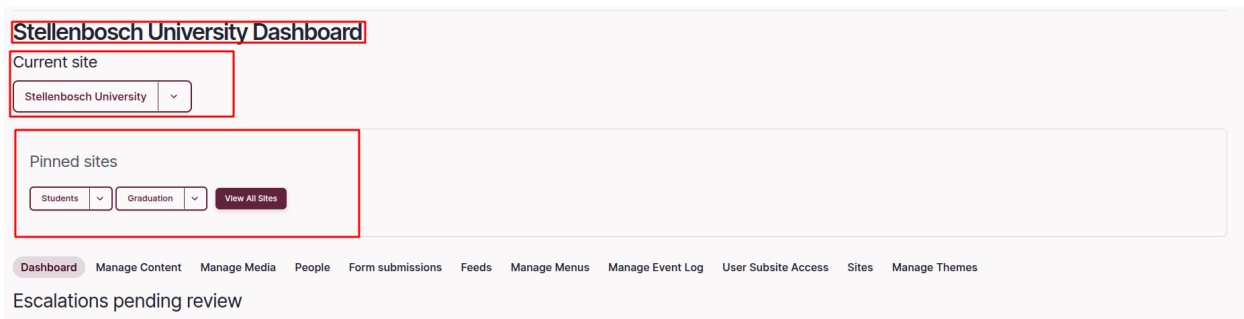 Stellenbosch University Dashboard
Current site
Stellenbosch University
Pinned sites
Students Graduation View All Sites
Dashboard Manage Content Manage Media People Form submissions Feeds Manage Menus Manage Event Log User Subsite Access Sites Manage Themes
Escalations pending review